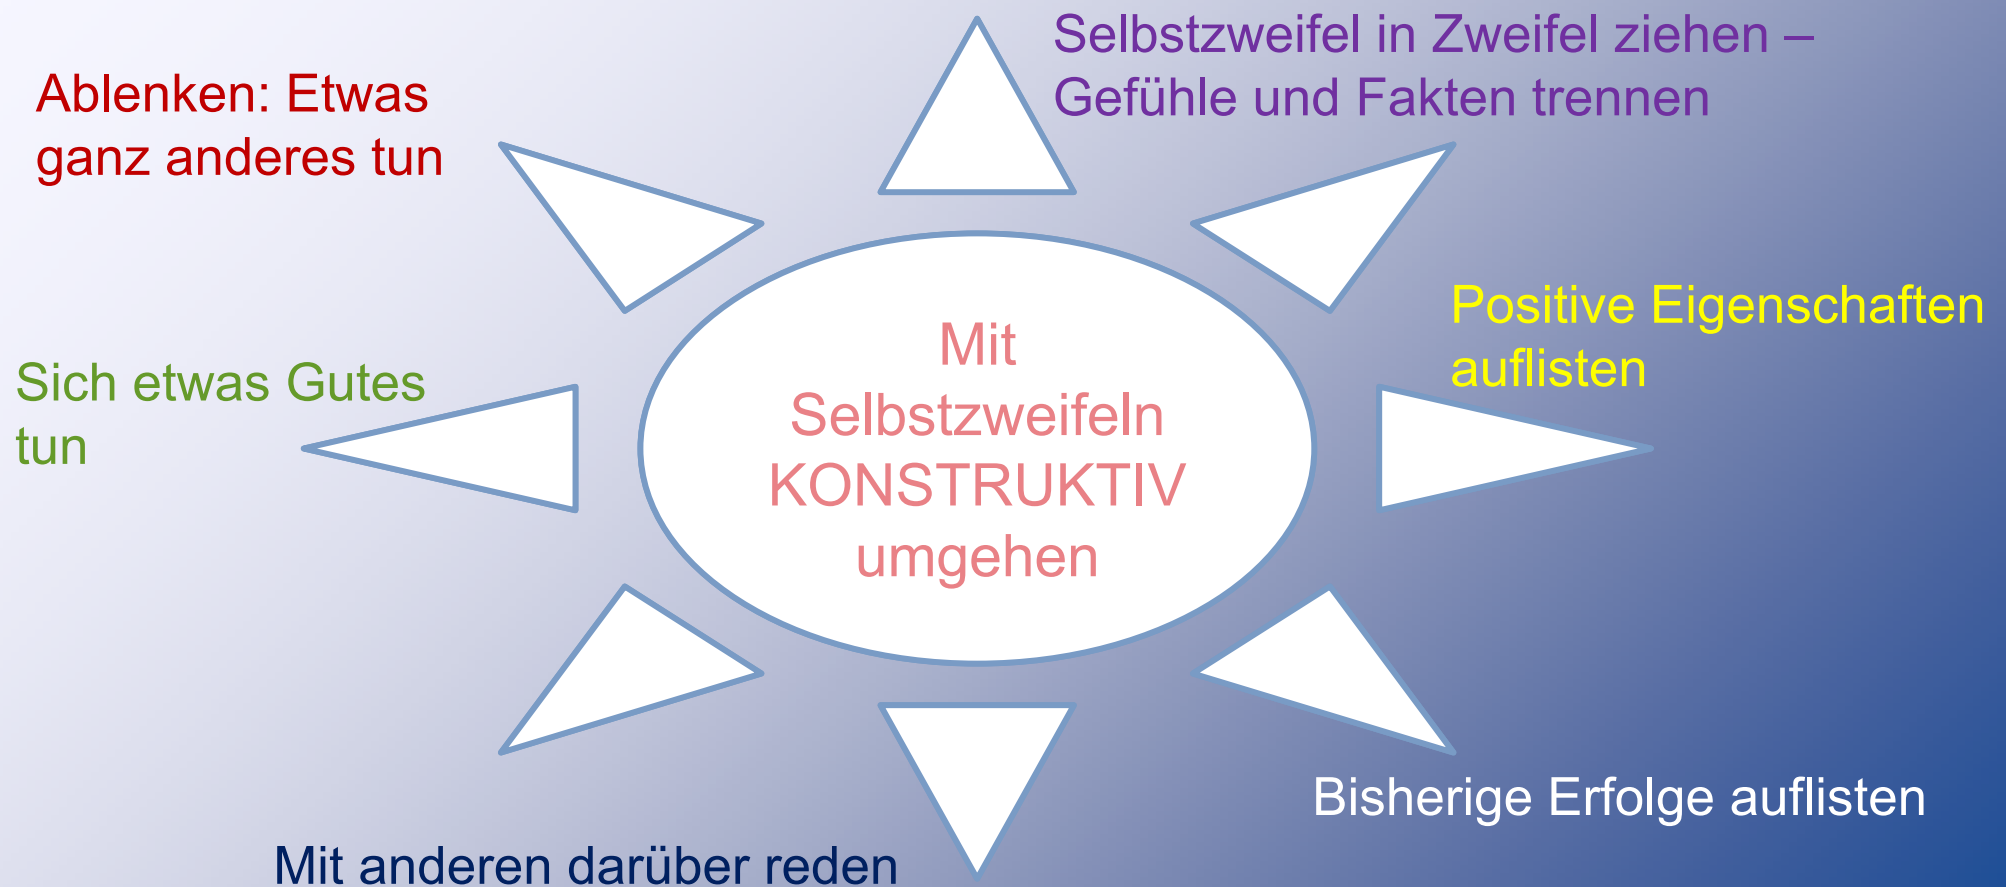 Selbstzweifel in Zweifel ziehen –
Gefühle und Fakten trennen
Ablenken: Etwas
ganz anderes tun
Positive Eigenschaften
auflisten
Sich etwas Gutes
tun
Mit
Selbstzweifeln
KONSTRUKTIV
umgehen
Bisherige Erfolge auflisten
Mit anderen darüber reden